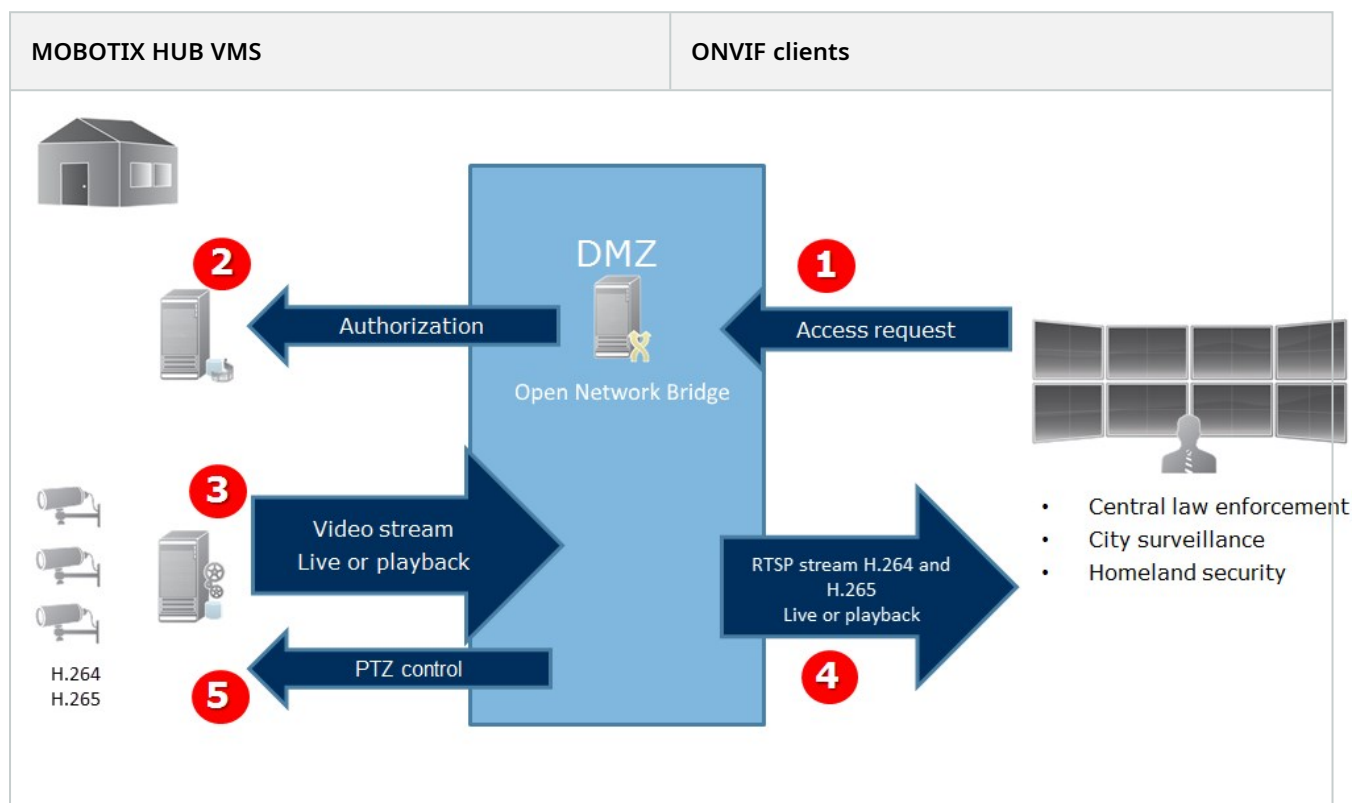 MOBOTIX HUB VMS
ONVIF clients
DMZ
2
1
Authorization
Access request
Open Network Bridge
3
Video stream
Live or playback
RTSP stream H.264 and
H.265
Live or playback
• Central law enforcement
• City surveillance
• Homeland security
PTZ control
H.264
H.265
5
4